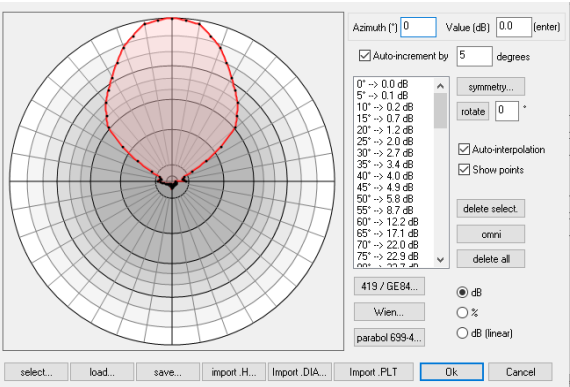 Azimuth (°) 0 Value (dB) 0.0 (enter)
Auto-increment by 5 degrees
0° --> 0.0 dB
5° --> 0.1 dB
10° --> 0.2 dB
15° --> 0.7 dB
20° --> 1.2 dB
25° --> 2.0 dB
30° --> 2.7 dB
35° --> 3.4 dB
40° --> 4.0 dB
45° --> 4.9 dB
50° --> 5.8 dB
55° --> 8.7 dB
60° --> 12.2 dB
65° --> 17.1 dB
70° --> 22.0 dB
75° --> 22.9 dB
symmetry...
rotate 0 °
Auto-interpolation
Show points
delete select.
omni
delete all
419 / GE84...
Wien...
parabol 699-4...
dB
%
dB (linear)
select... load... save... import .H... Import .DIA... Import .PLT Ok Cancel